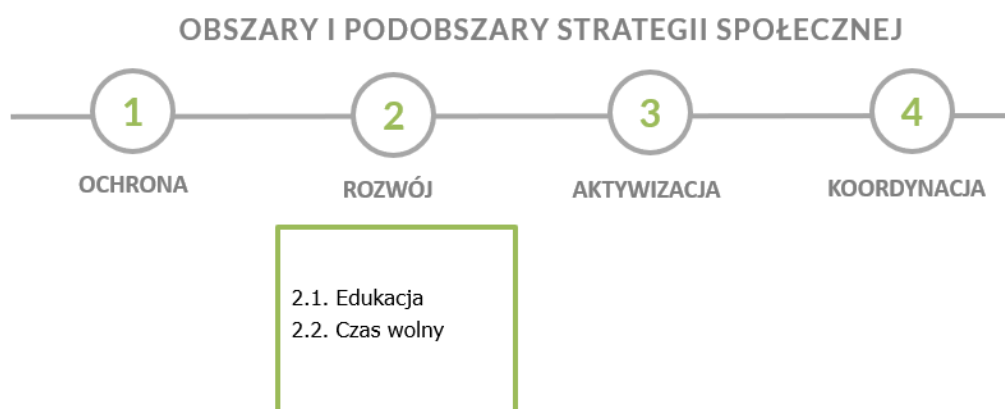 OBSZARY I PODOBSZARY STRATEGII SPOŁECZNEJ
1
2
3
4
OCHRONA
ROZWÓJ
AKTYWIZACJA
KOORDYNACJA
2.1. Edukacja
2.2. Czas wolny